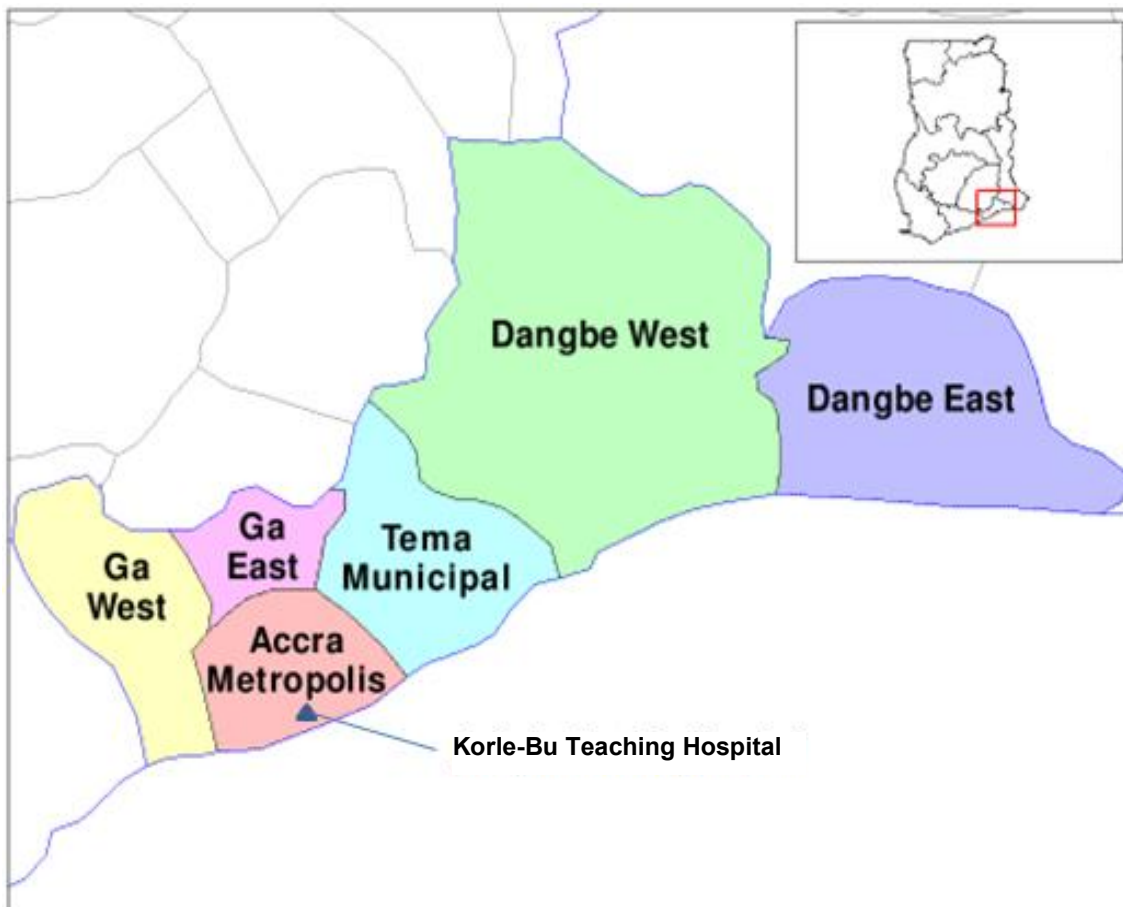 Dangbe West
Dangbe East
Ga
East
Tema
Municipal
Ga
West
Accra
Metropolis
Korle-Bu Teaching Hospital